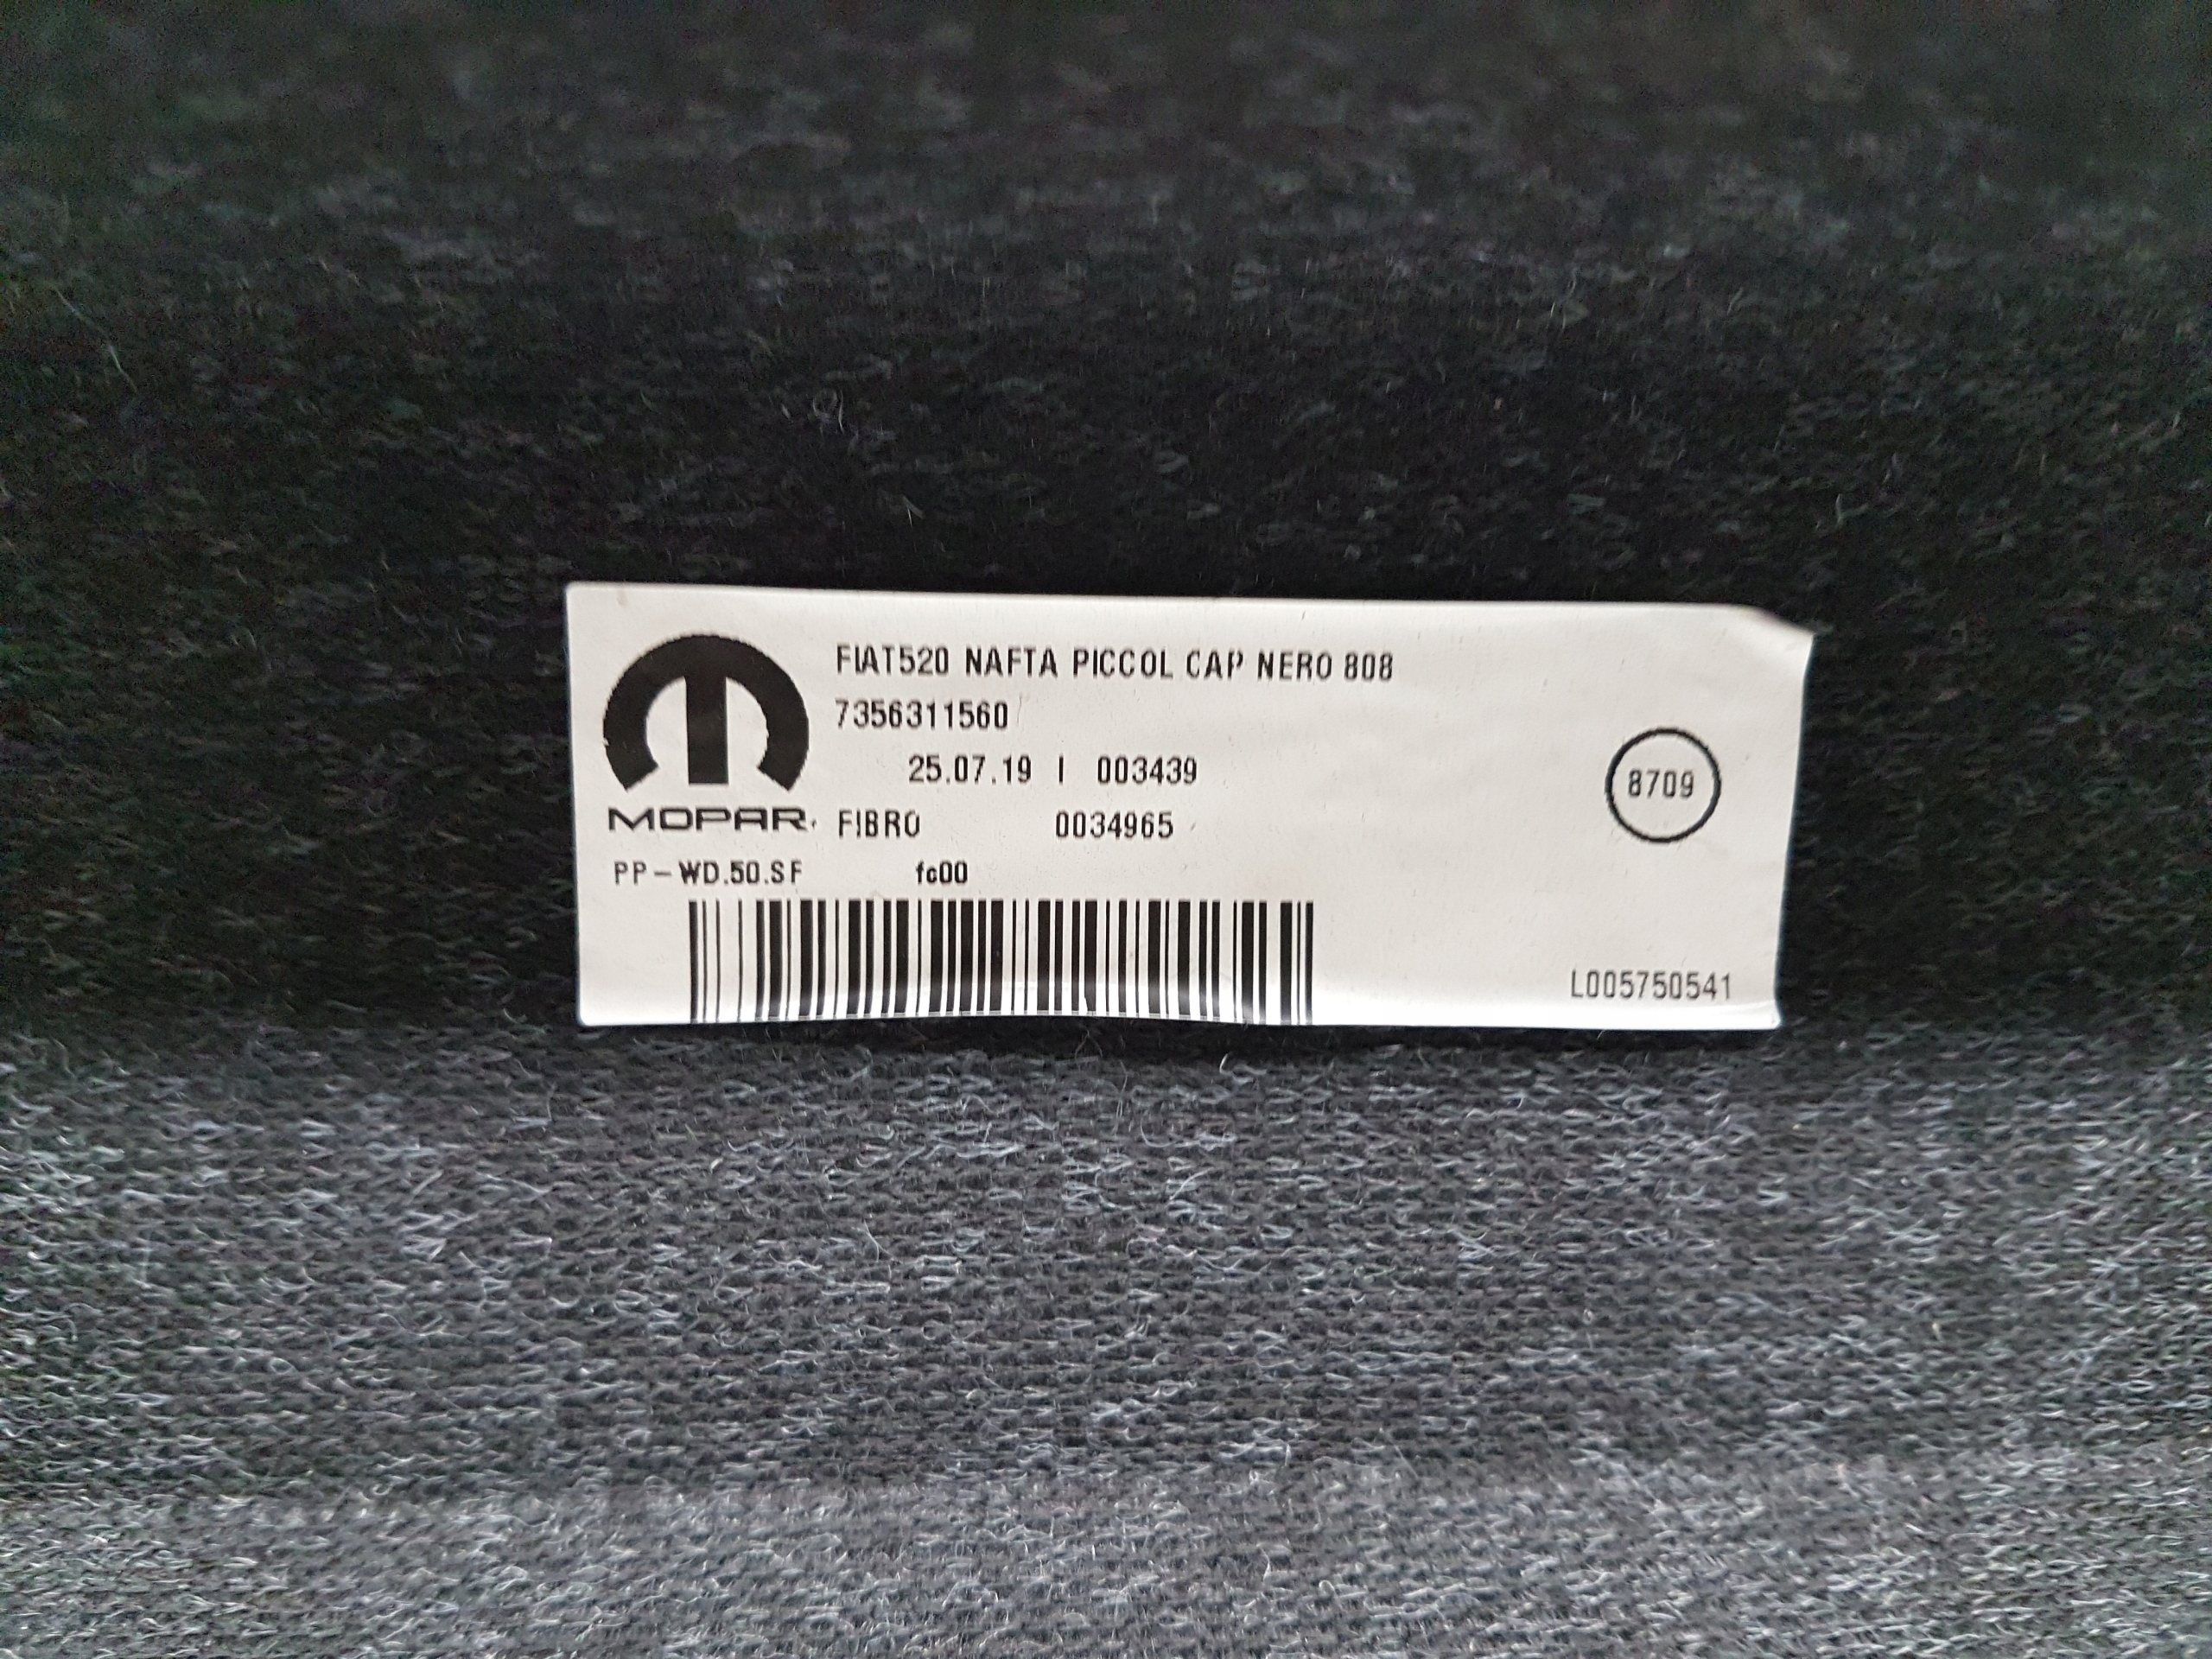 FIAT520 NAFTA PICCOL CAP NERO 808
7356311560
25.07.19 I 003439
8709
MOPAR. FIBRO 0034965
PP-WD.50.SF fc00
L005750541